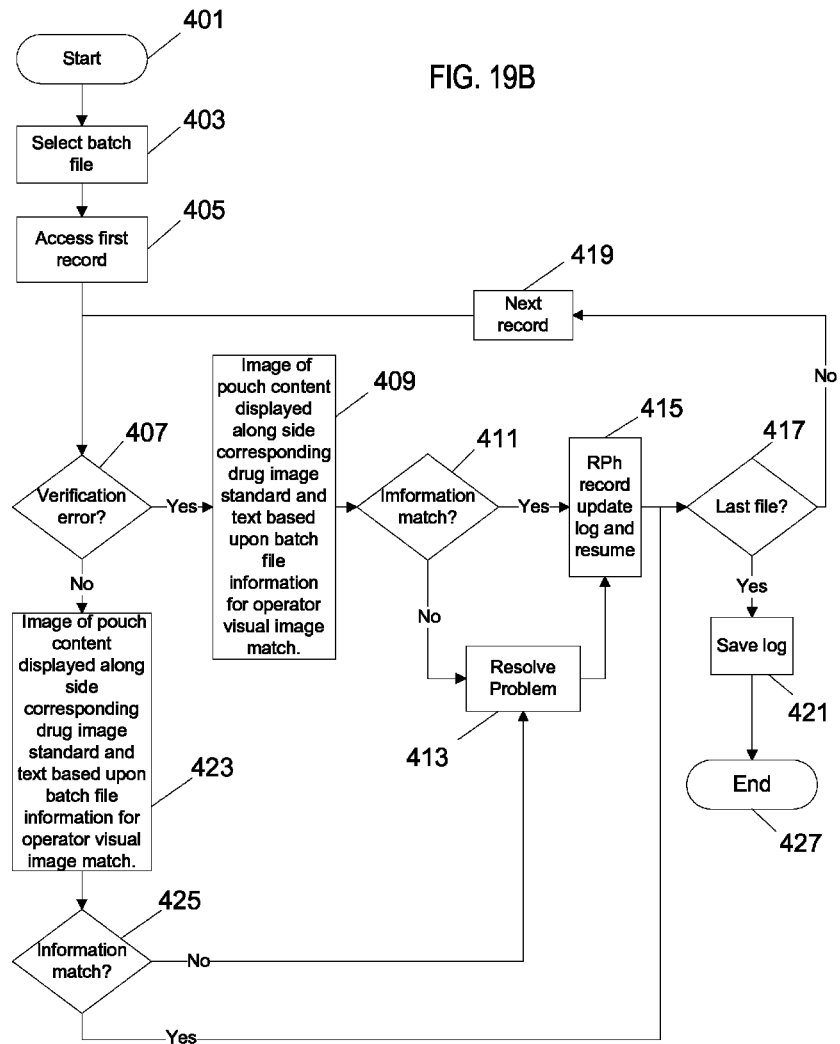 401
Start
FIG. 19B
403
Select batch
file
405
Access first
record
419
Next
record
No
Image of
pouch content
displayed
along side
corresponding
drug image
standard and
text based
upon batch
file
information
for operator
visual image
match.
409
407
Verification
error?
Yes
411
Imformation
match?
Yes
415
RPh
record
update
log and
resume
417
Last file?
No
No
Yes
Image of pouch
content
displayed along
side
corresponding
drug image
standard and
text based upon
batch file
information for
operator visual
image match.
423
Resolve
Problem
413
Save log
421
End
427
425
Information
match?
No
Yes